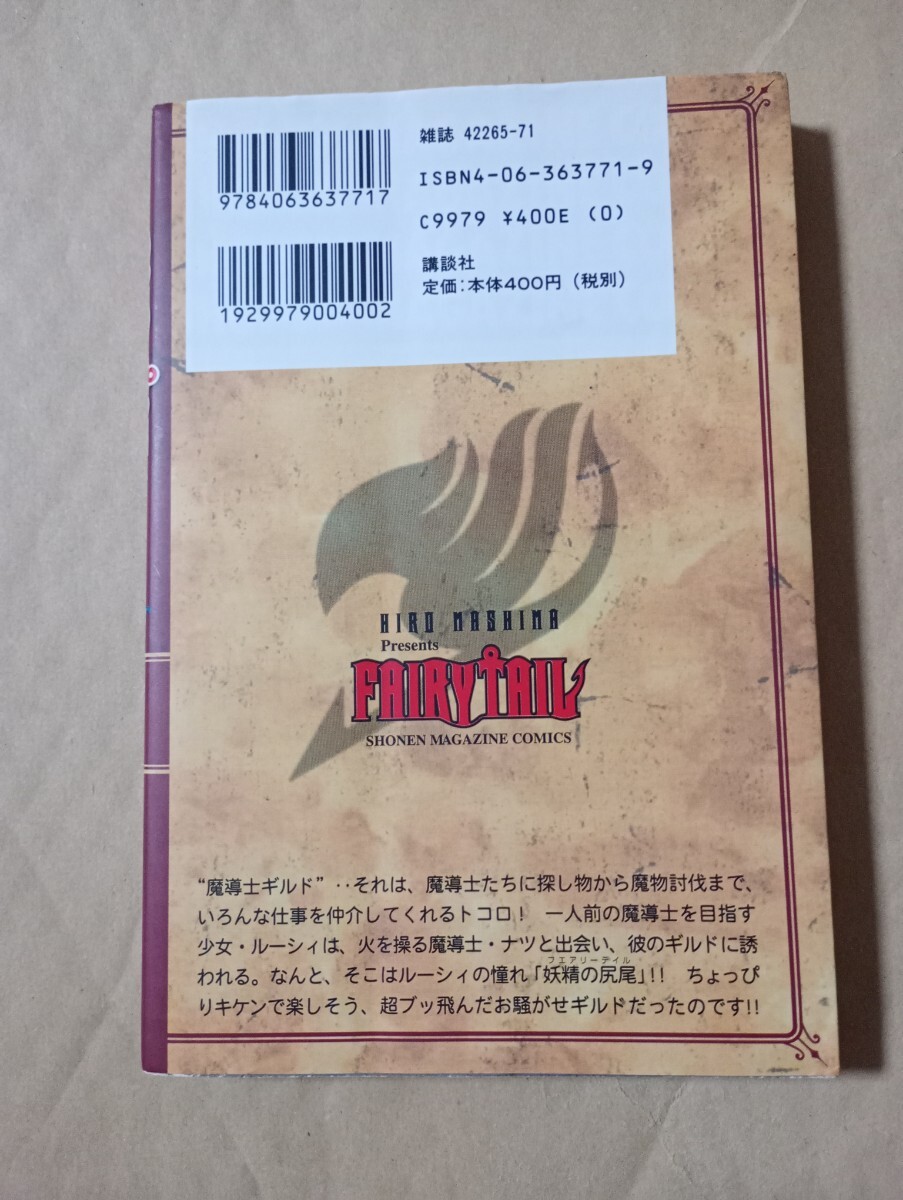 雑誌 42265-71
9784063637717
ISBN4-06-363771-9
C9979 ¥400E (0)
1929979004002
講談社
定価：本体400円（税別）
HIRO MASHIMA
Presents
FAIRY TAIL
SHONEN MAGAZINE COMICS
“魔導士ギルド”‥それは、魔導士たちに探し物から魔物討伐まで、
いろんな仕事を仲介してくれるトコロ！　一人前の魔導士を目指す
少女・ルーシィは、火を操る魔導士・ナツと出会い、彼のギルドに誘
フェアリーテイル
われる。なんと、そこはルーシィの憧れ「妖精の尻尾」!!　ちょっぴ
りキケンで楽しそう、超ブッ飛んだお騒がせギルドだったのです!!